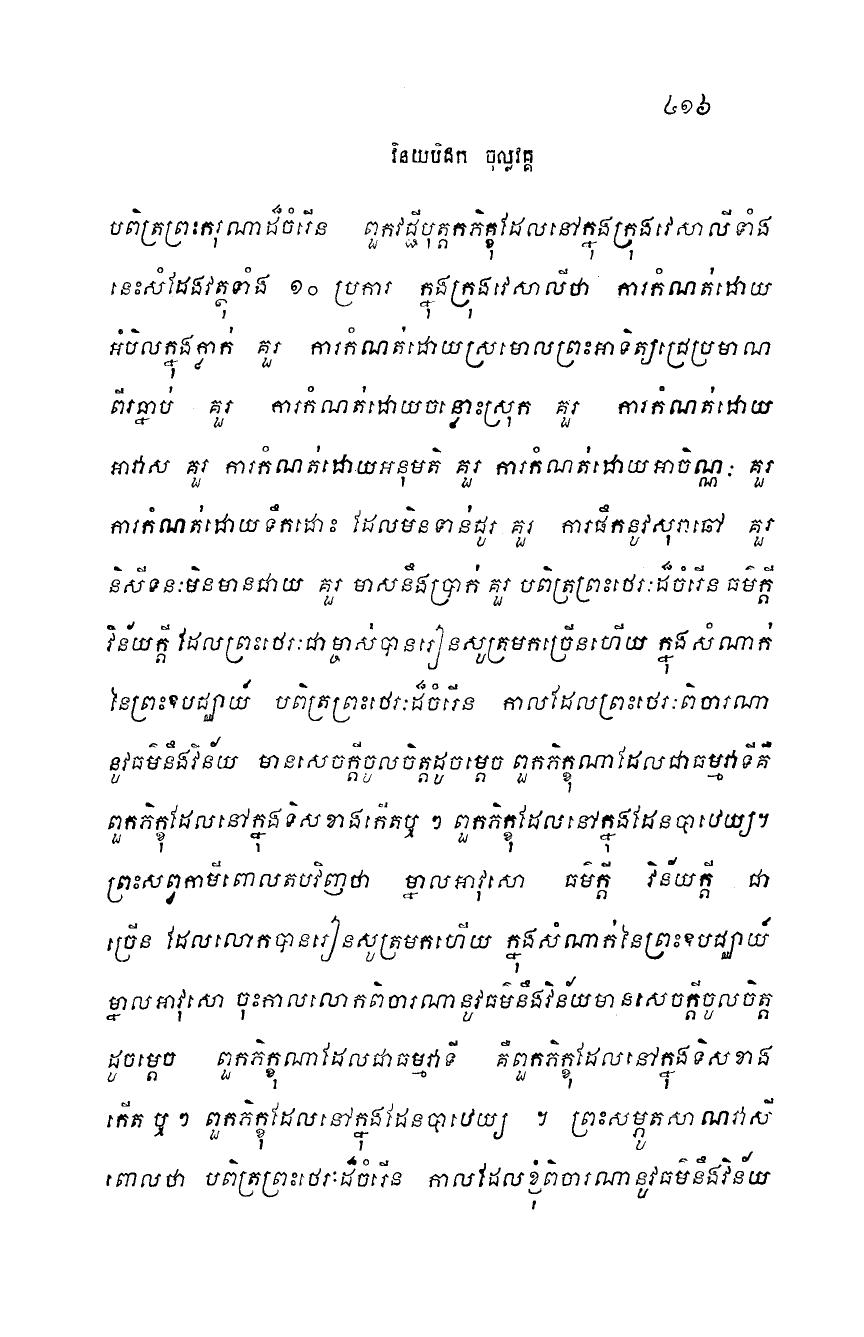 ៤១៦
វិនយបិដក ចុល្លវគ្គ
បពិត្រព្រះករុណាដ៏ចំរើន ពួកវជ្ជីបុត្តកភិក្ខុដែលនៅក្នុងក្រុងវេសាលីទាំង
នេះសំដែងវត្ថុទាំង ១០ ប្រការ ក្នុងក្រុងវេសាលីថា ការកំណត់ដោយ
អំបិលក្នុងក្វាក់ គួរ ការកំណត់ដោយស្រមោលព្រះអាទិត្យជ្រេប្រមាណ
ពីរធ្នាប់ គួរ ការកំណត់ដោយចន្លោះស្រុក គួរ ការកំណត់ដោយ
អាវាស គួរ ការកំណត់ដោយអនុមតិ គួរ ការកំណត់ដោយអាចិណ្ណៈ គួរ
ការកំណត់ដោយទឹកដោះ ដែលមិនទាន់ជូរ គួរ ការផឹកនូវសុរាឆៅ គួរ
និសីទនៈមិនមានជាយ គួរ មាសនឹងប្រាក់ គួរ បពិត្រព្រះថេរៈដ៏ចំរើន ធម៌ក្តី
វិន័យក្តី ដែលព្រះថេរៈជាម្ចាស់បានរៀនសូត្រមកច្រើនហើយ ក្នុងសំណាក់
នៃព្រះឧបជ្ឈាយ៍ បពិត្រព្រះថេរៈដ៏ចំរើន កាលដែលព្រះថេរៈពិចារណា
នូវធម៌នឹងវិន័យ មានសេចក្តីចូលចិត្តដូចម្តេច ពួកភិក្ខុណាដែលជាធម្មវាទីគឺ
ពួកភិក្ខុដែលនៅក្នុងទិសខាងកើតឬ ៗ ពួកភិក្ខុដែលនៅក្នុងដែនបាឋេយ្យ។
ព្រះសព្វកាមីពោលតបវិញថា ម្នាលអាវុសោ ធម៌ក្តី វិន័យក្តី ជា
ច្រើន ដែលលោកបានរៀនសូត្រមកហើយ ក្នុងសំណាក់នៃព្រះឧបជ្ឈាយ៍
ម្នាលអាវុសោ ចុះកាលលោកពិចារណានូវធម៌នឹងវិន័យមានសេចក្តីចូលចិត្ត
ដូចម្តេច ពួកភិក្ខុណាដែលជាធម្មវាទី គឺពួកភិក្ខុដែលនៅក្នុងទិសខាង
កើត ឬ ៗ ពួកភិក្ខុដែលនៅក្នុងដែនបាឋេយ្យ ។ ព្រះសម្ភូតសាណវាសី
ពោលថា បពិត្រព្រះថេរៈដ៏ចំរើន កាលដែលខ្ញុំពិចារណានូវធម៌នឹងវិន័យ